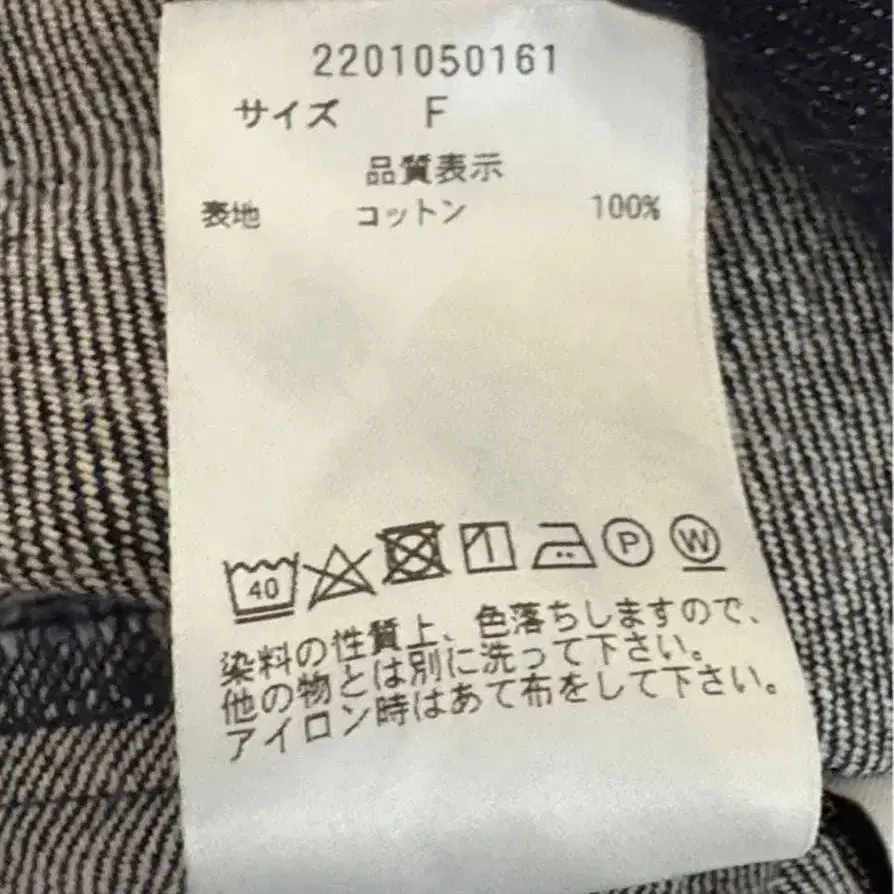 2201050161
サイズ F
品質表示
表地 コットン 100%
40 P W
染料の性質上、色落ちしますので、
他の物とは別に洗って下さい。
アイロン時はあて布をして下さい。